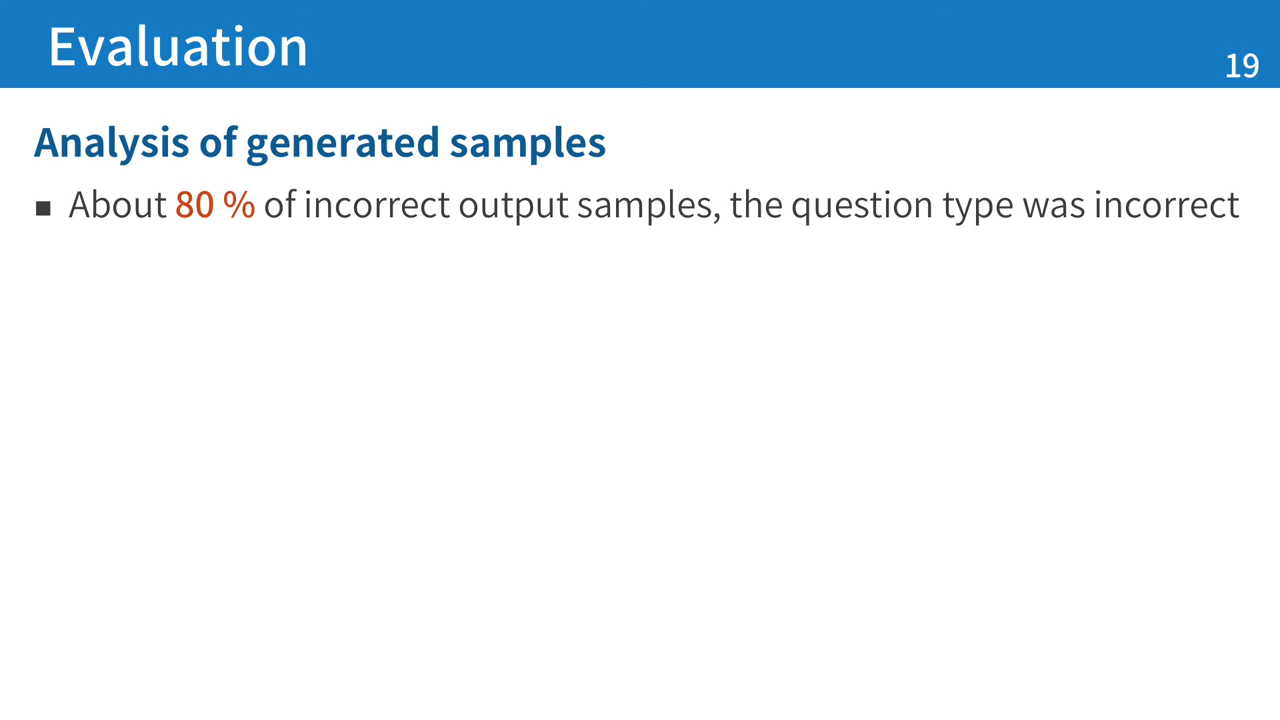 Evaluation
19
Analysis of generated samples
▪ About 80 % of incorrect output samples, the question type was incorrect